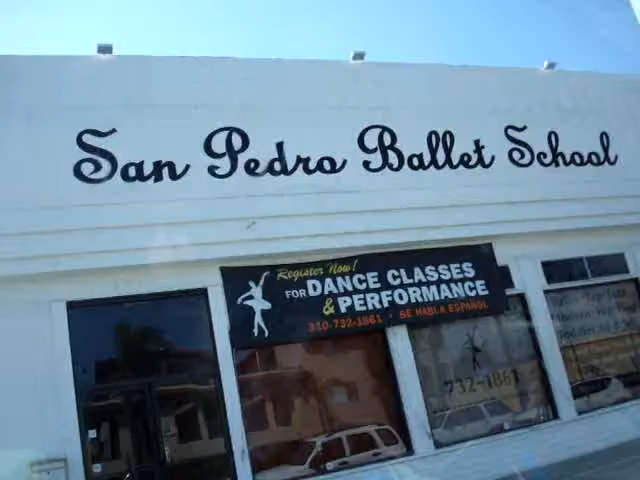 San Pedro Ballet School
Register Now!
FOR DANCE CLASSES
& PERFORMANCE
310-732-1861 • SE HABLA ESPAÑOL
732-1861